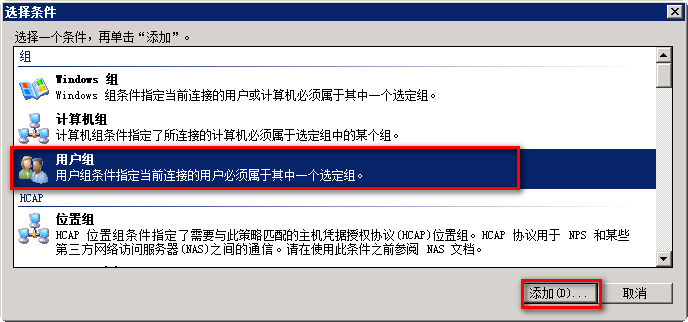 选择条件
选择一个条件，再单击“添加”。
组
Windows 组
Windows 组条件指定当前连接的用户或计算机必须属于其中一个选定组。
计算机组
计算机组条件指定了所连接的计算机必须属于选定组中的某个组。
用户组
用户组条件指定当前连接的用户必须属于其中一个选定组。
HCAP
位置组
HCAP 位置组条件指定了需要与此策略匹配的主机凭据授权协议(HCAP)位置组。HCAP 协议用于 NPS 和某些
第三方网络访问服务器(NAS)之间的通信。请在使用此条件之前参阅 NAS 文档。
添加(D)... 取消